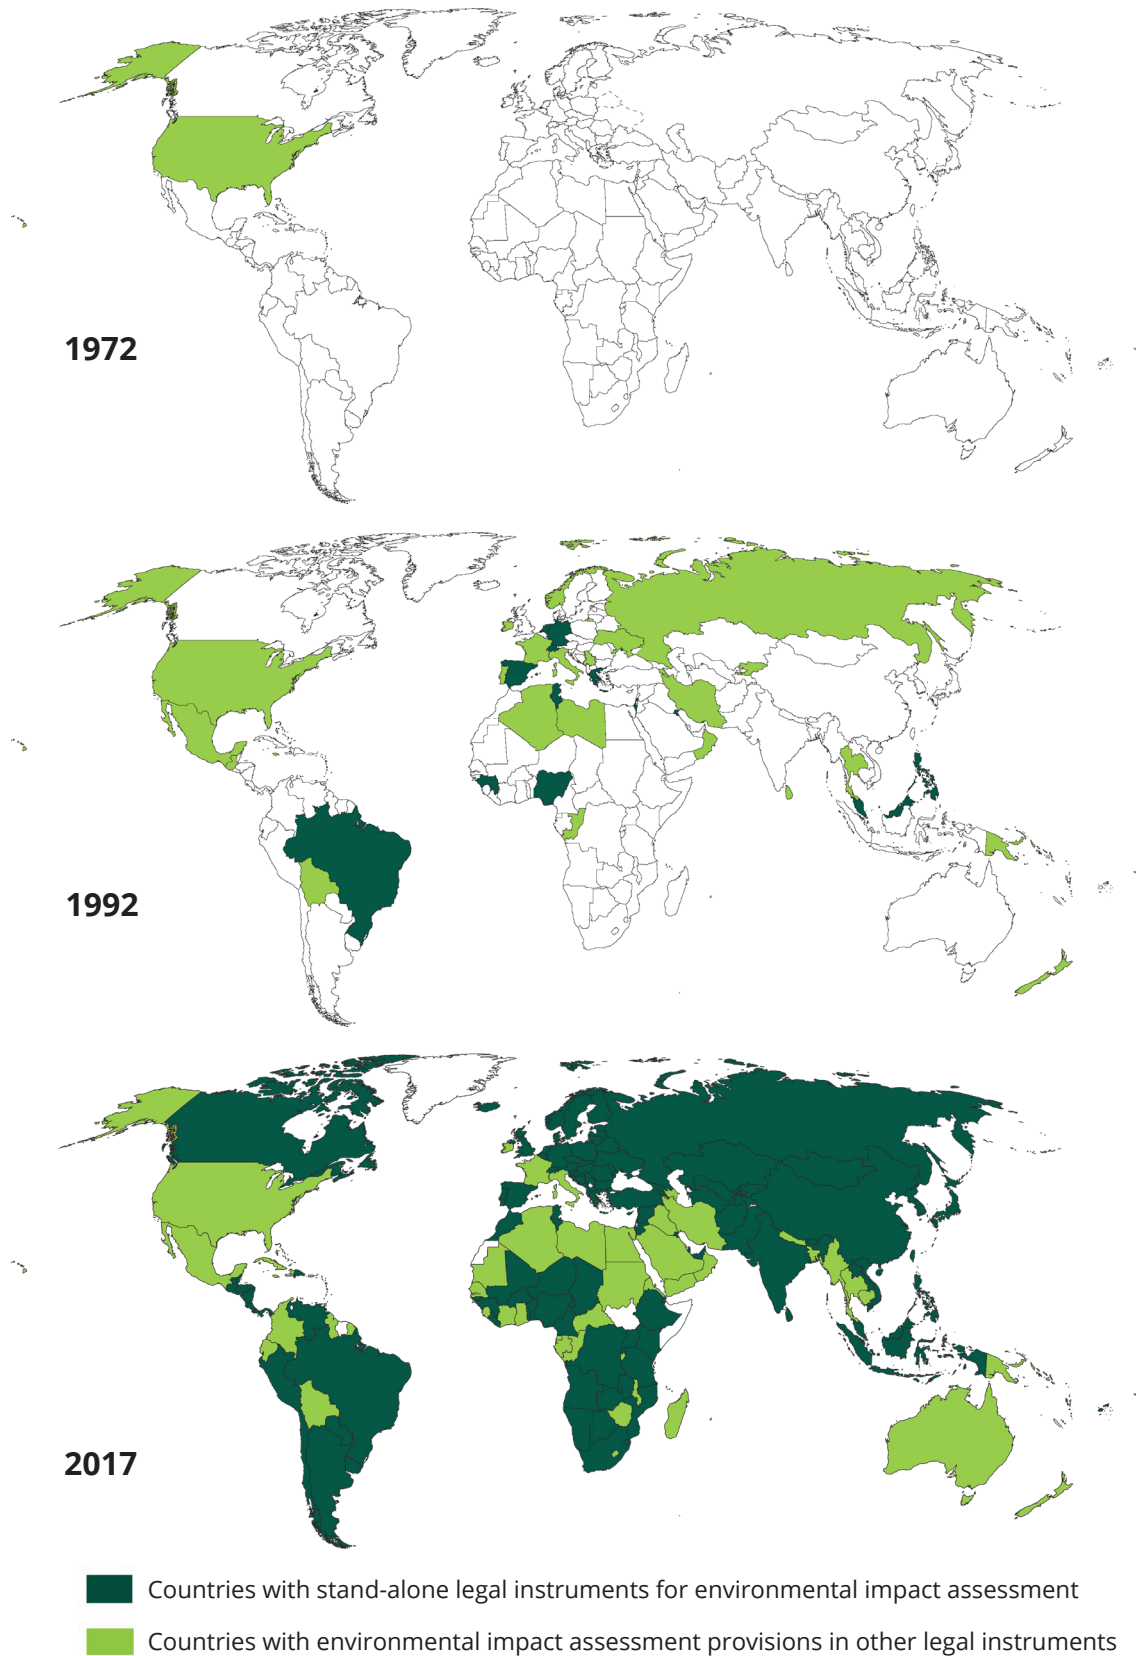 1972
1992
2017
Countries with stand-alone legal instruments for environmental impact assessment
Countries with environmental impact assessment provisions in other legal instruments